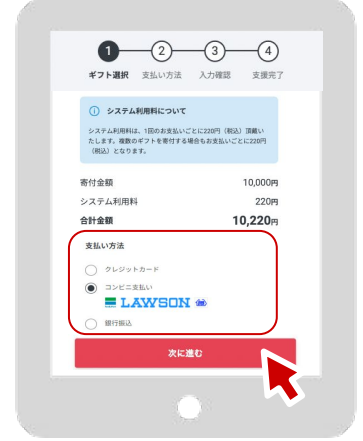 1 2 3 4
ギフト選択 支払い方法 入力確認 支援完了
システム利用料について
システム利用料は、1回のお支払いごとに220円（税込）頂戴い
たします。複数のギフトを寄付する場合もお支払いごとに220円
（税込）となります。
寄付金額 10,000円
システム利用料 220円
合計金額 10,220円
支払い方法
クレジットカード
コンビニ支払い
LAWSON
銀行振込
次に進む